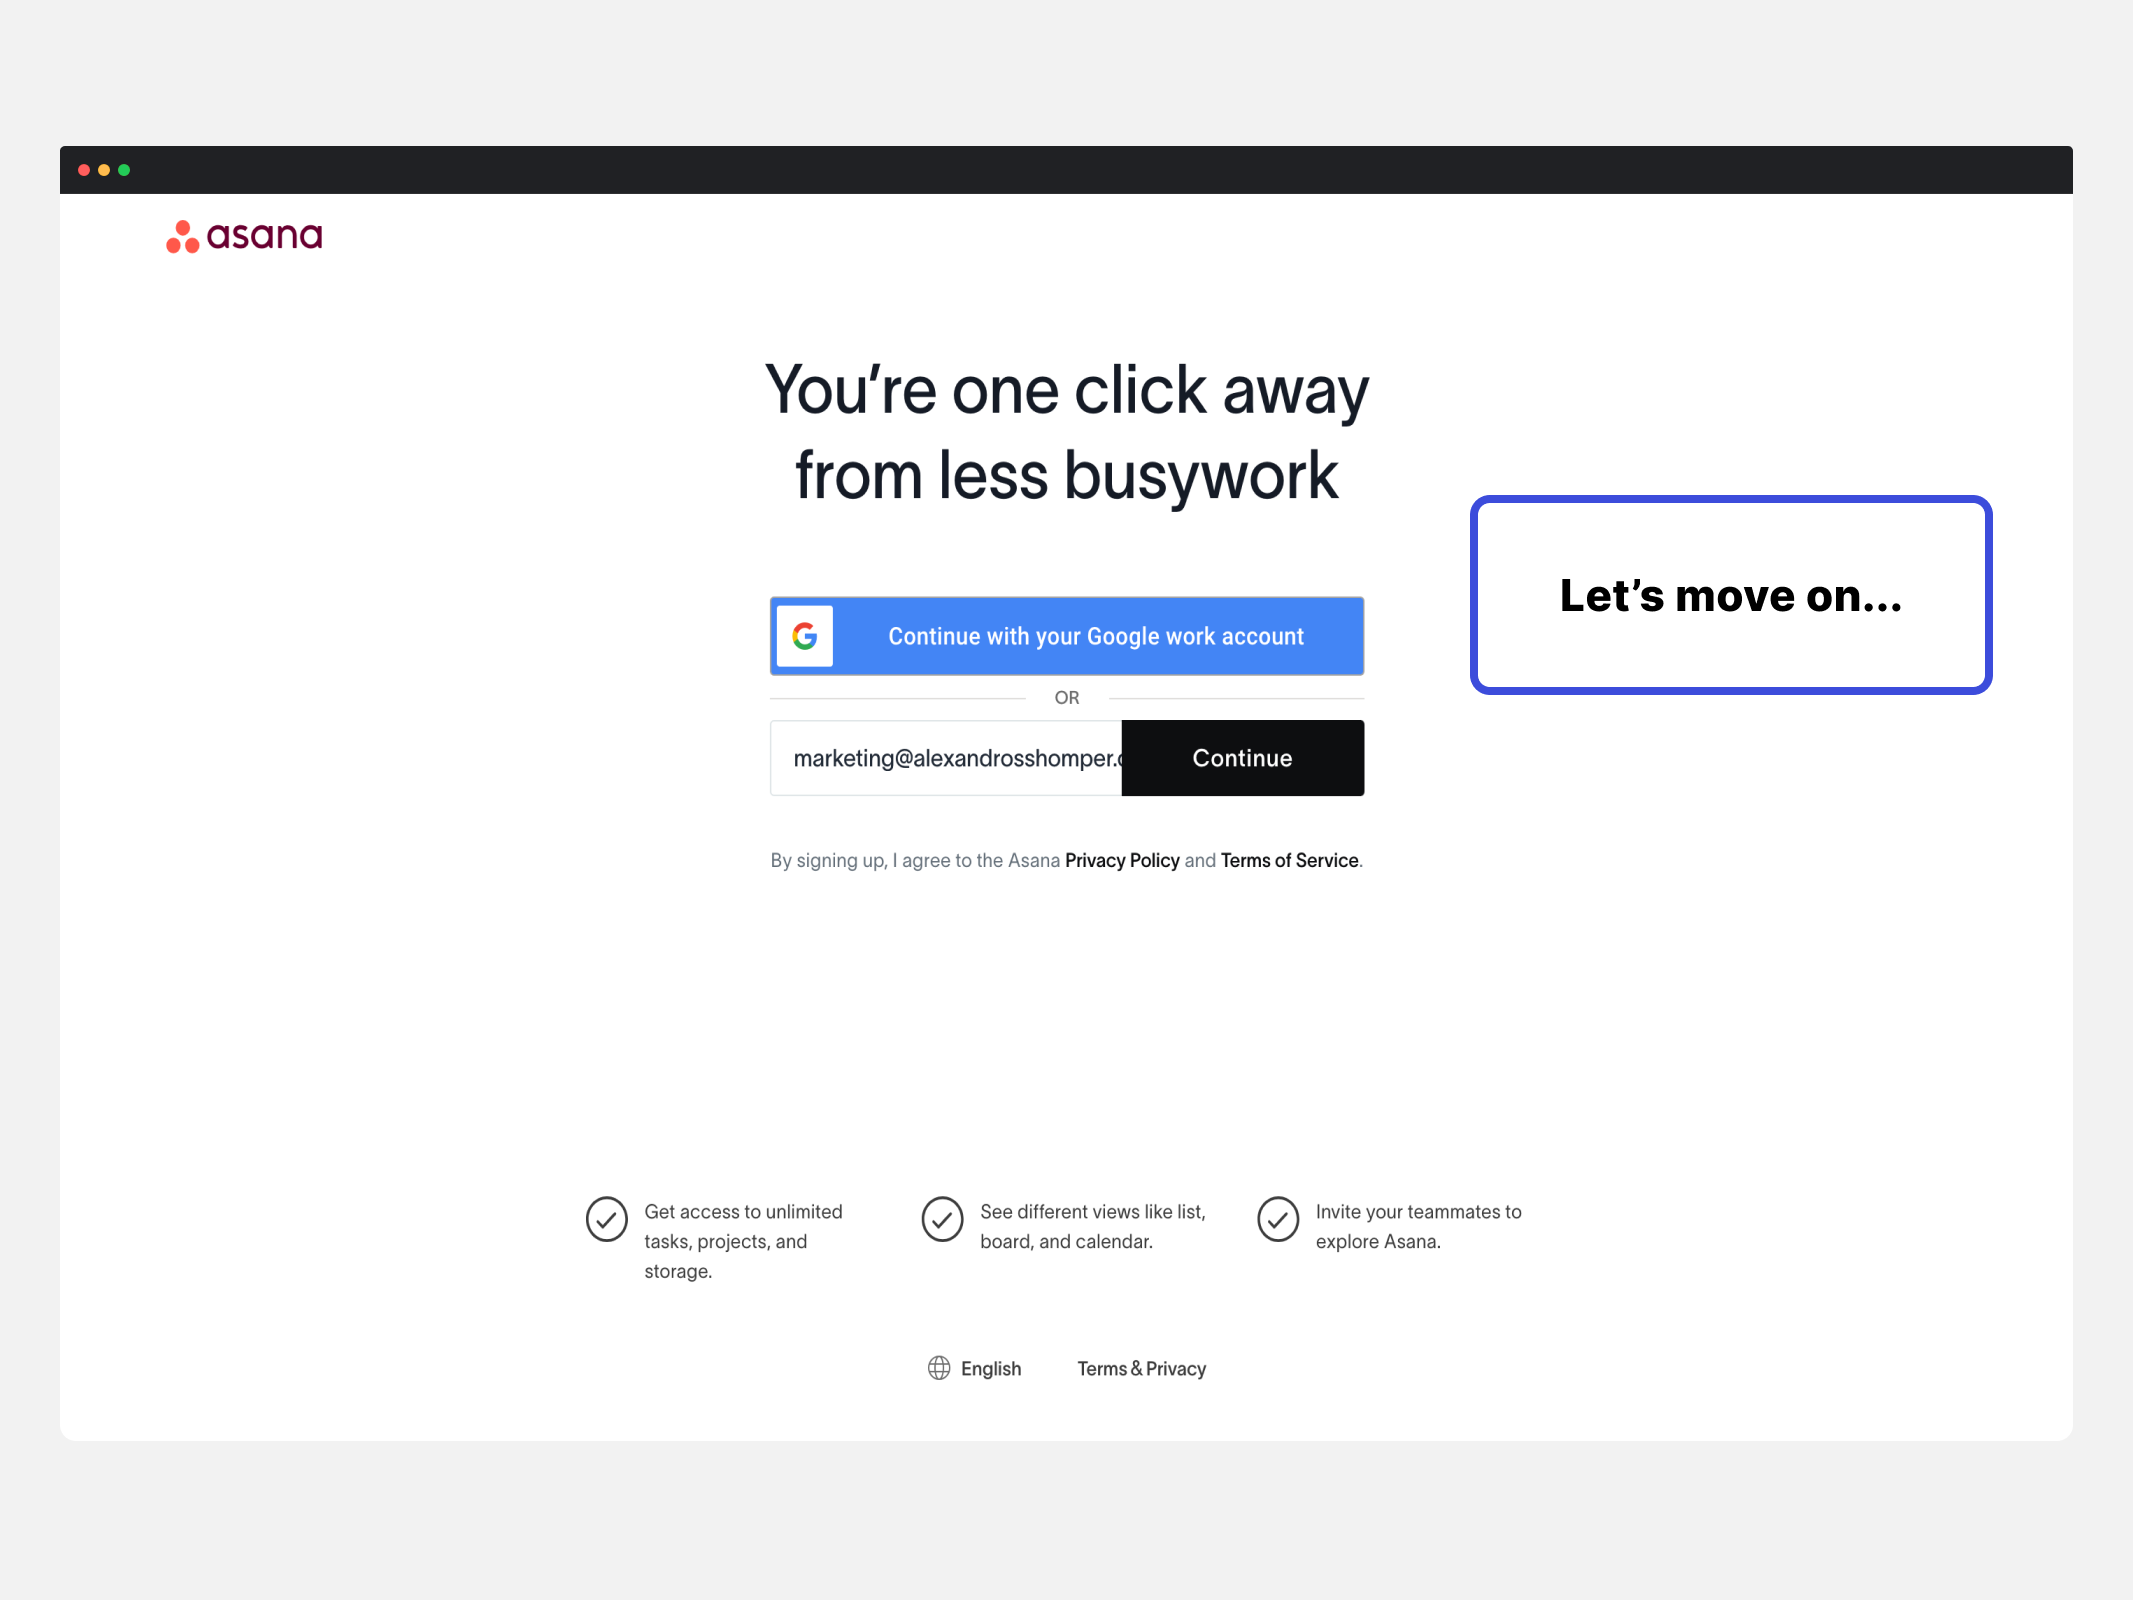 asana
You’re one click away
from less busywork
Let’s move on...
Continue with your Google work account
OR
marketing@alexandrosshomper.
Continue
By signing up, I agree to the Asana Privacy Policy and Terms of Service.
Get access to unlimited
tasks, projects, and
storage.
See different views like list,
board, and calendar.
Invite your teammates to
explore Asana.
English
Terms & Privacy